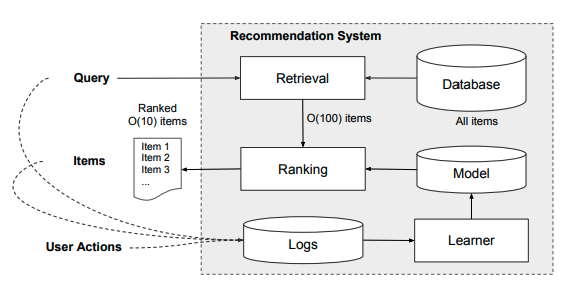 Recommendation System
Query
Retrieval
Database
Ranked
O(10) items
O(100) items
All items
Items
Item 1
Item 2
Item 3
...
Ranking
Model
User Actions
Logs
Learner